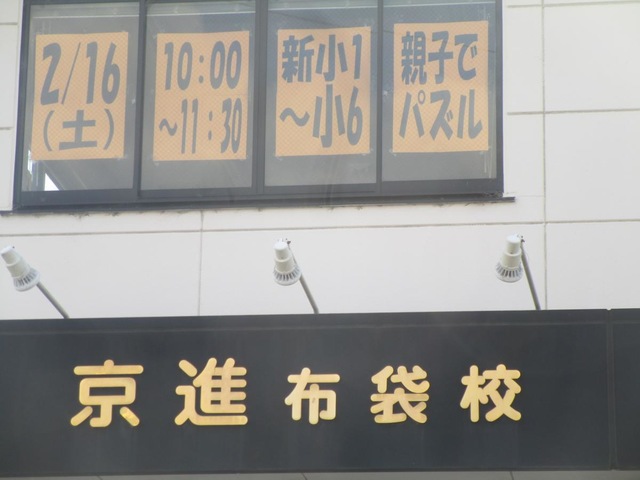 2/16
(土)
10:00
~11:30
新小1
~小6
親子で
パズル
京進布袋校